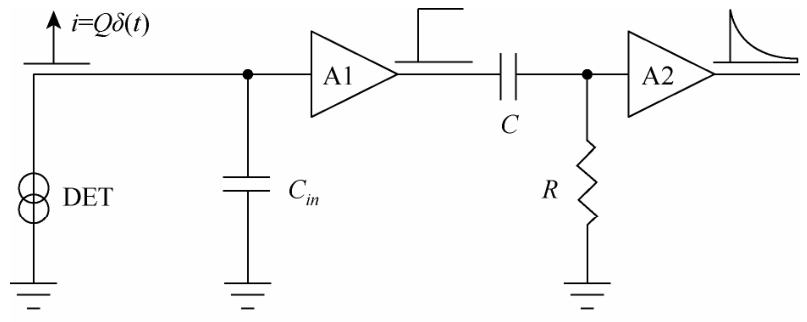 i=Qδ(t)
A1
A2
C
DET
C_in
R